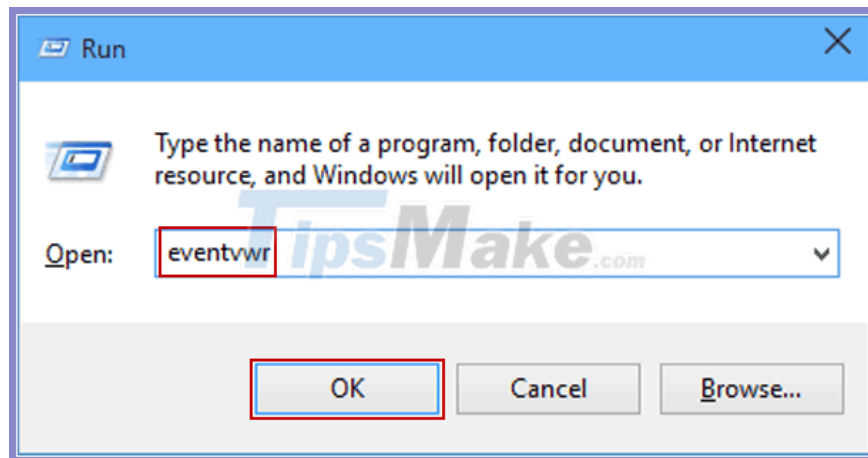 Run
Type the name of a program, folder, document, or Internet
resource, and Windows will open it for you.
TipsMake.com
Open: eventvwr
OK Cancel Browse...